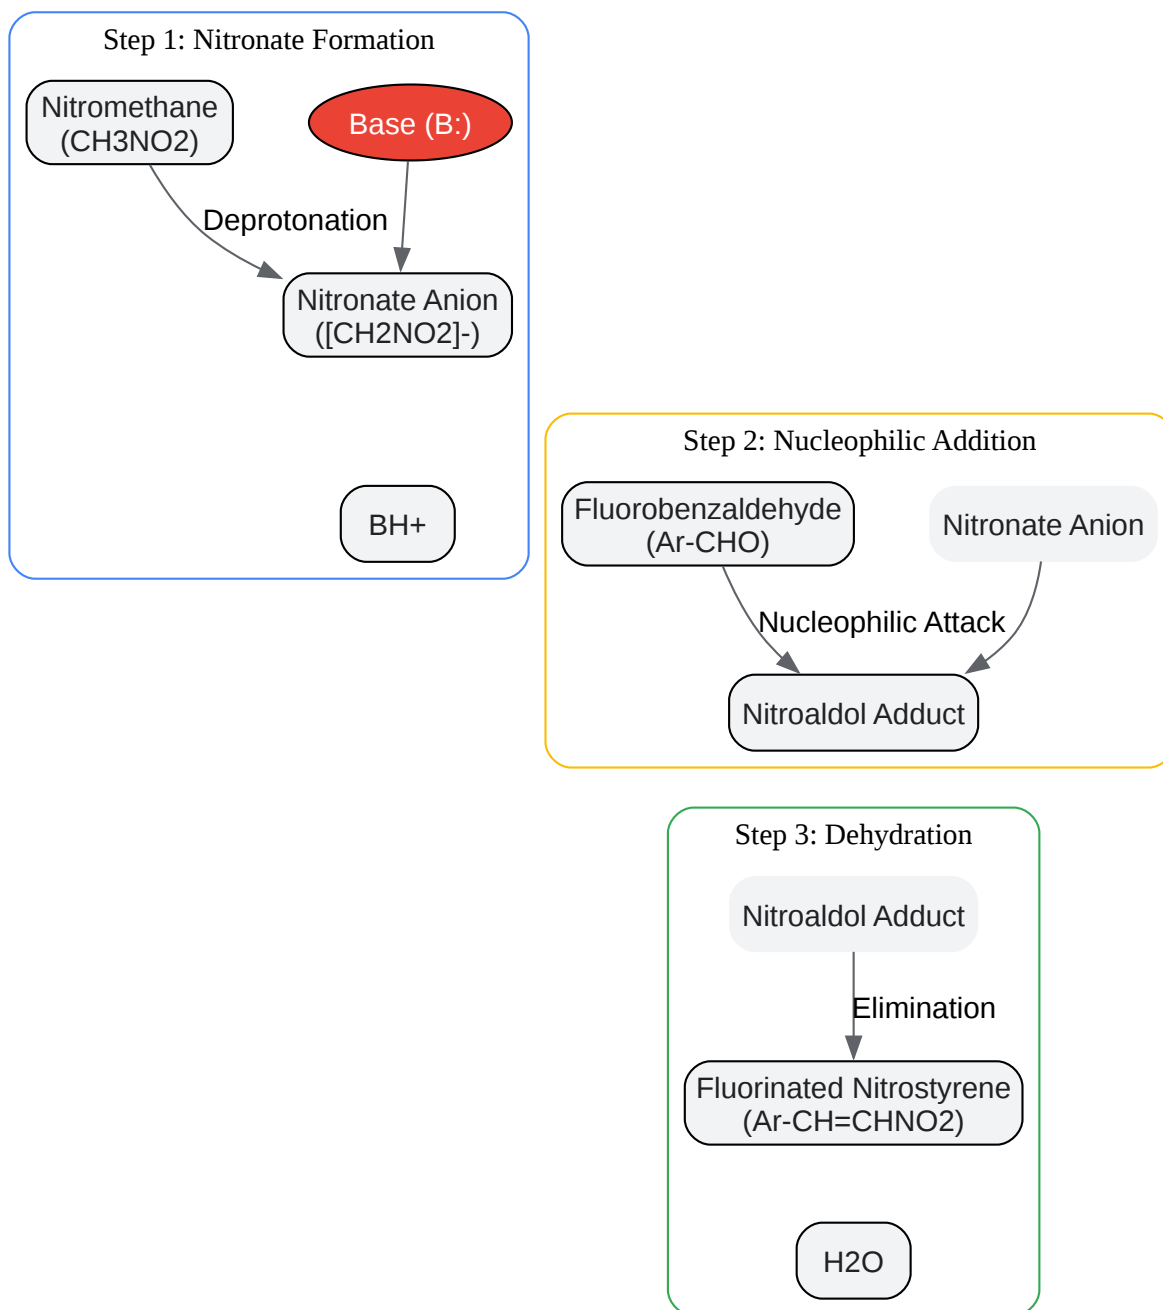 Step 1: Nitronate Formation
Nitromethane
(CH3NO2)
Base (B:)
Deprotonation
Nitronate Anion
([CH2NO2]-)
BH+
Step 2: Nucleophilic Addition
Fluorobenzaldehyde
(Ar-CHO)
Nitronate Anion
Nucleophilic Attack
Nitroaldol Adduct
Step 3: Dehydration
Nitroaldol Adduct
Elimination
Fluorinated Nitrostyrene
(Ar-CH=CHNO2)
H2O